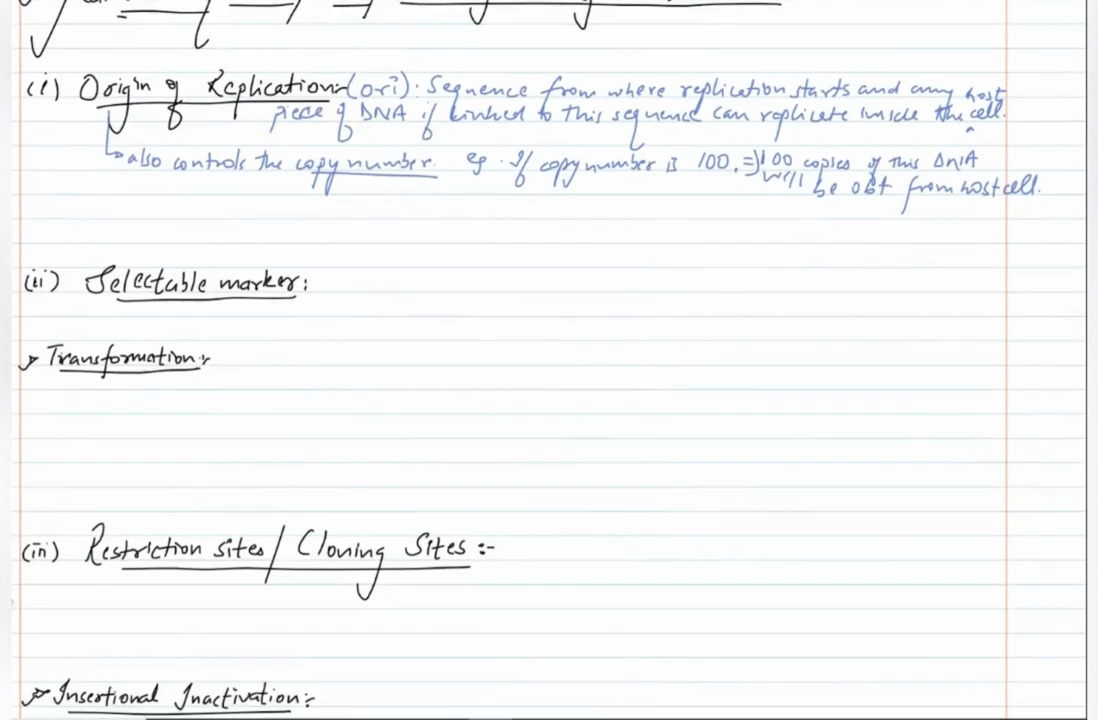 (i) Origin of Replication:-(ori): Sequence from where replication starts and any
piece of DNA if linked to this sequence can replicate inside the host cell.
↳ also controls the copy number. eg. If copy number is 100. ⇒ 100 copies of this DNA
will be obt from host cell.
(ii) Selectable marker:
Transformation:-
(iii) Restriction sites / Cloning Sites :-
Insertional Inactivation:-